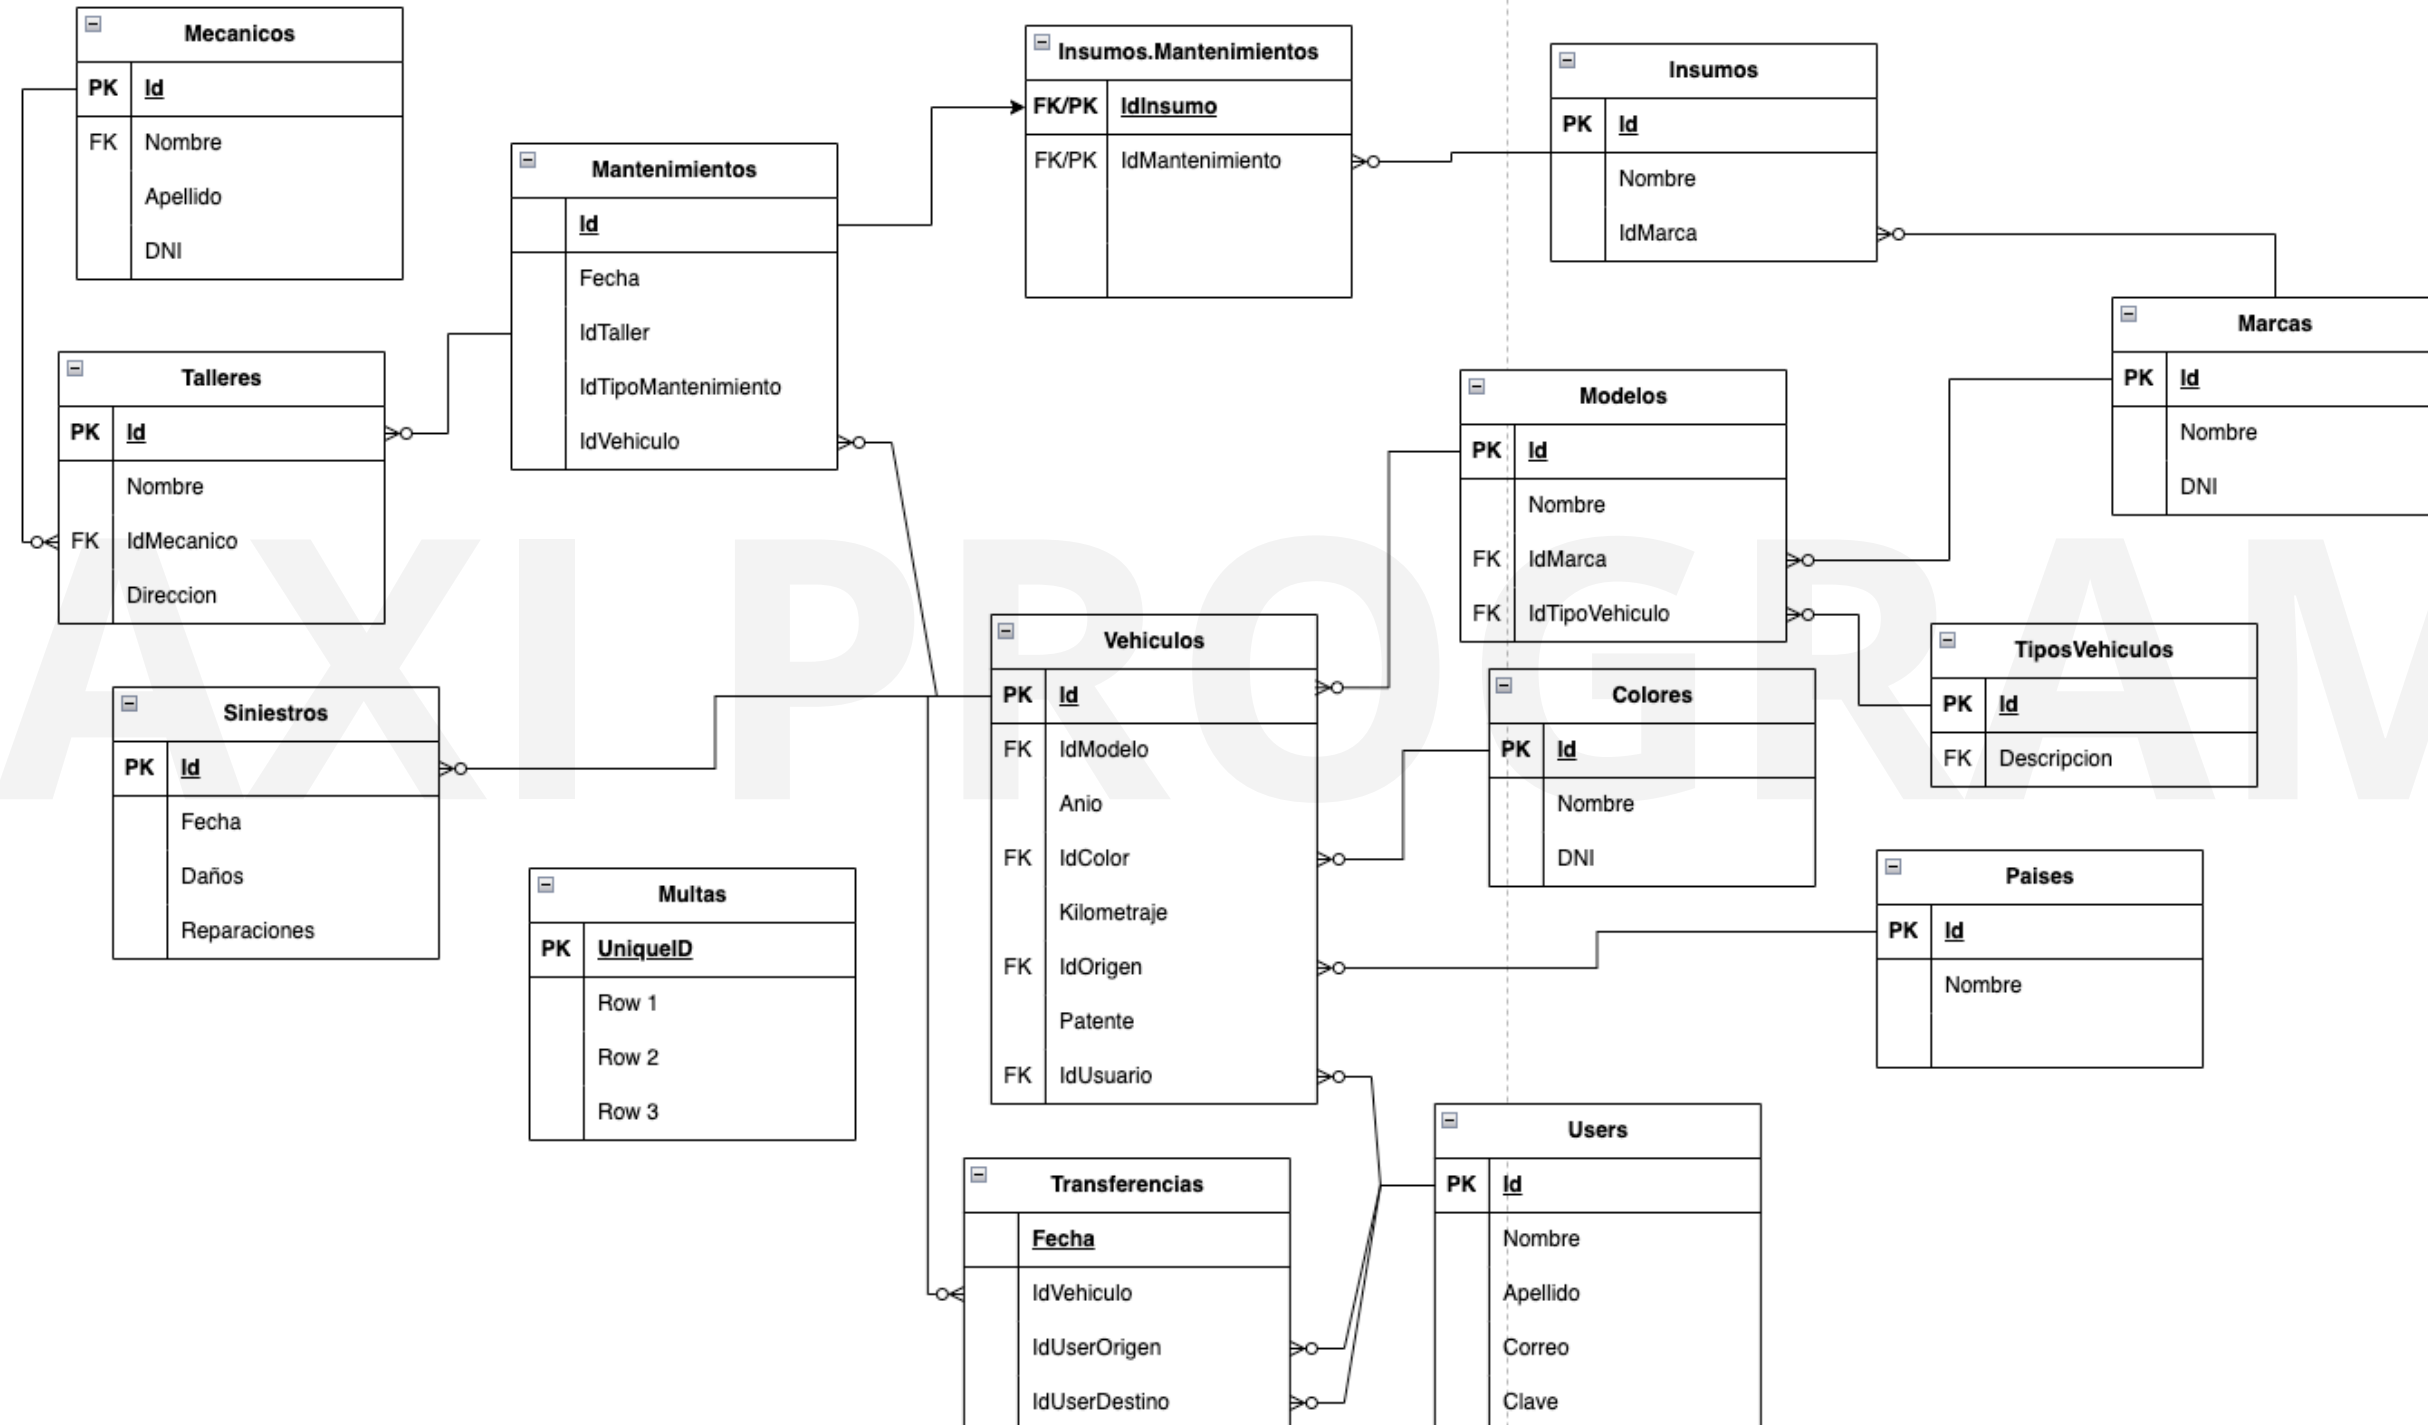 Mecanicos
PK Id
FK Nombre
Apellido
DNI
Insumos.Mantenimientos
FK/PK IdInsumo
FK/PK IdMantenimiento
Insumos
PK Id
Nombre
IdMarca
Mantenimientos
Id
Fecha
IdTaller
IdTipoMantenimiento
IdVehiculo
Marcas
PK Id
Nombre
DNI
Talleres
PK Id
Nombre
FK IdMecanico
Direccion
Modelos
PK Id
Nombre
FK IdMarca
FK IdTipoVehiculo
AXI PROGRAM
Vehiculos
PK Id
FK IdModelo
Anio
FK IdColor
Kilometraje
FK IdOrigen
Patente
FK IdUsuario
TiposVehiculos
PK Id
FK Descripcion
Colores
PK Id
Nombre
DNI
Siniestros
PK Id
Fecha
Daños
Reparaciones
Multas
PK UniqueID
Row 1
Row 2
Row 3
Paises
PK Id
Nombre
Transferencias
Fecha
IdVehiculo
IdUserOrigen
IdUserDestino
Users
PK Id
Nombre
Apellido
Correo
Clave